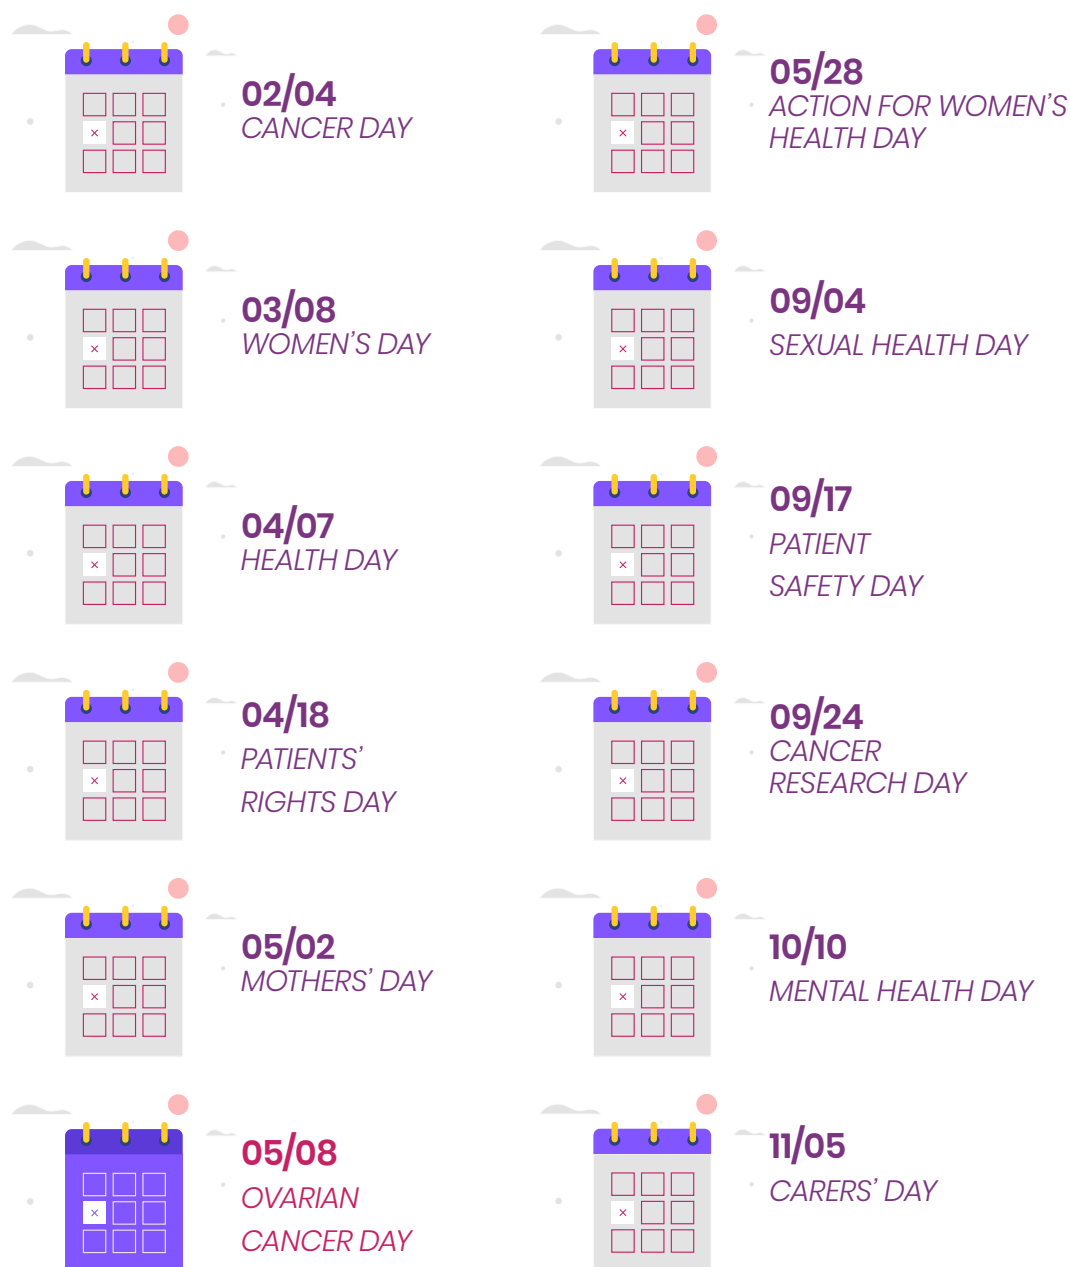 02/04
CANCER DAY
03/08
WOMEN’S DAY
04/07
HEALTH DAY
04/18
PATIENTS’
RIGHTS DAY
05/02
MOTHERS’ DAY
05/08
OVARIAN
CANCER DAY
05/28
ACTION FOR WOMEN’S
HEALTH DAY
09/04
SEXUAL HEALTH DAY
09/17
PATIENT
SAFETY DAY
09/24
CANCER
RESEARCH DAY
10/10
MENTAL HEALTH DAY
11/05
CARERS’ DAY